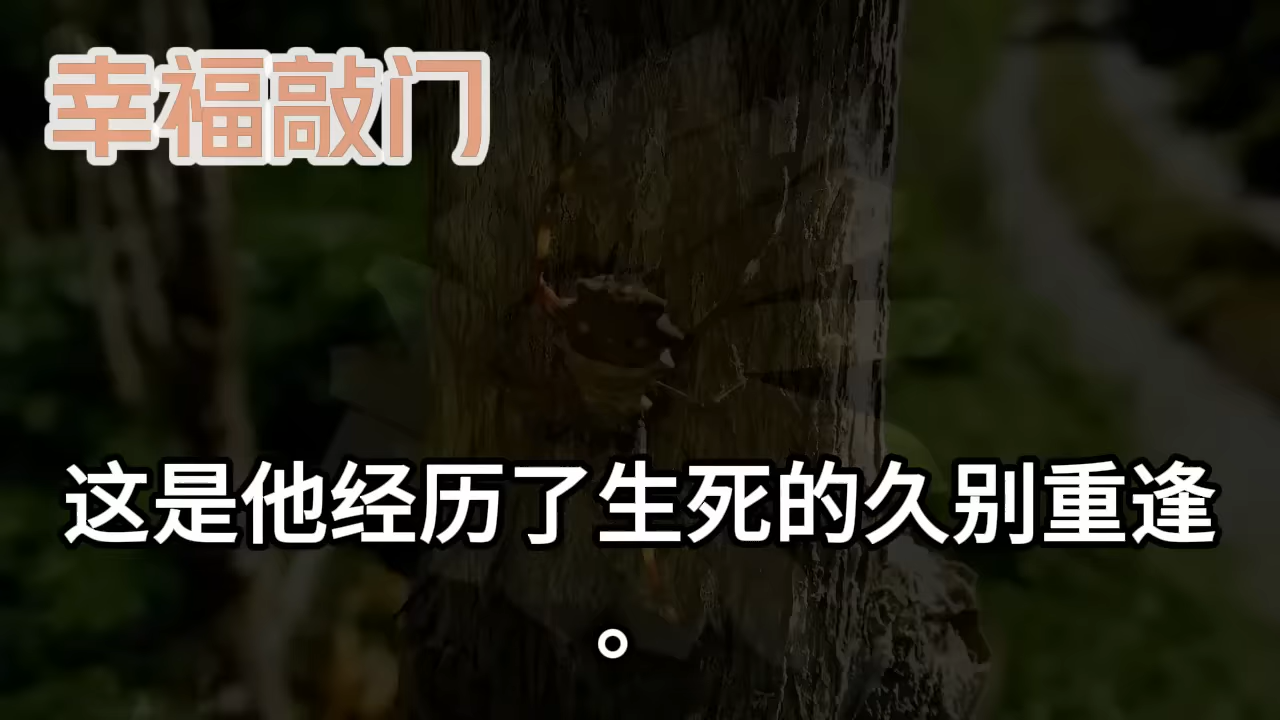 幸福敲门
这是他经历了生死的久别重逢
。